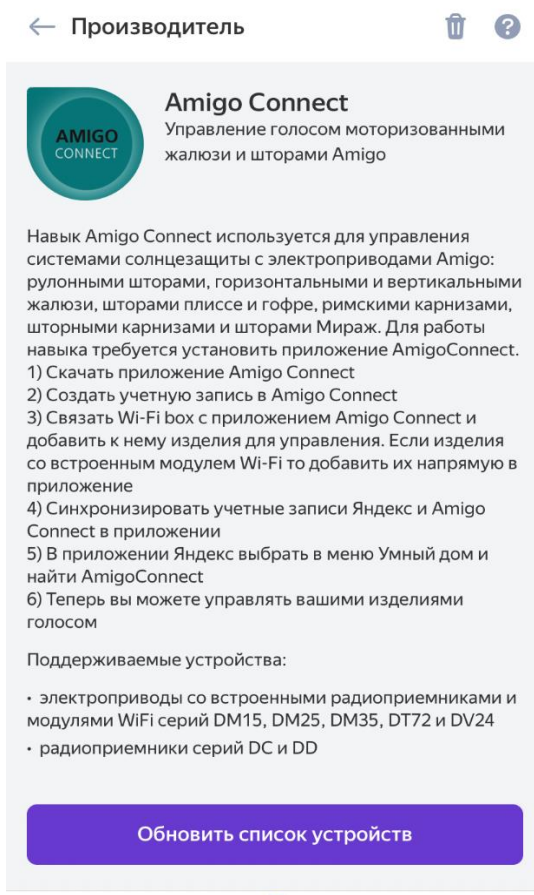 Производитель
AMIGO
CONNECT
Amigo Connect
Управление голосом моторизованными
жалюзи и шторами Amigo
Навык Amigo Connect используется для управления
системами солнцезащиты с электроприводами Amigo:
рулонными шторами, горизонтальными и вертикальными
жалюзи, шторами плиссе и гофре, римскими карнизами,
шторными карнизами и шторами Мираж. Для работы
навыка требуется установить приложение AmigoConnect.
1) Скачать приложение Amigo Connect
2) Создать учетную запись в Amigo Connect
3) Связать Wi-Fi box с приложением Amigo Connect и
добавить к нему изделия для управления. Если изделия
со встроенным модулем Wi-Fi то добавить их напрямую в
приложение
4) Синхронизировать учетные записи Яндекс и Amigo
Connect в приложении
5) В приложении Яндекс выбрать в меню Умный дом и
найти AmigoConnect
6) Теперь вы можете управлять вашими изделиями
голосом
Поддерживаемые устройства:
• электроприводы со встроенными радиоприемниками и
модулями WiFi серий DM15, DM25, DM35, DT72 и DV24
• радиоприемники серий DC и DD
Обновить список устройств